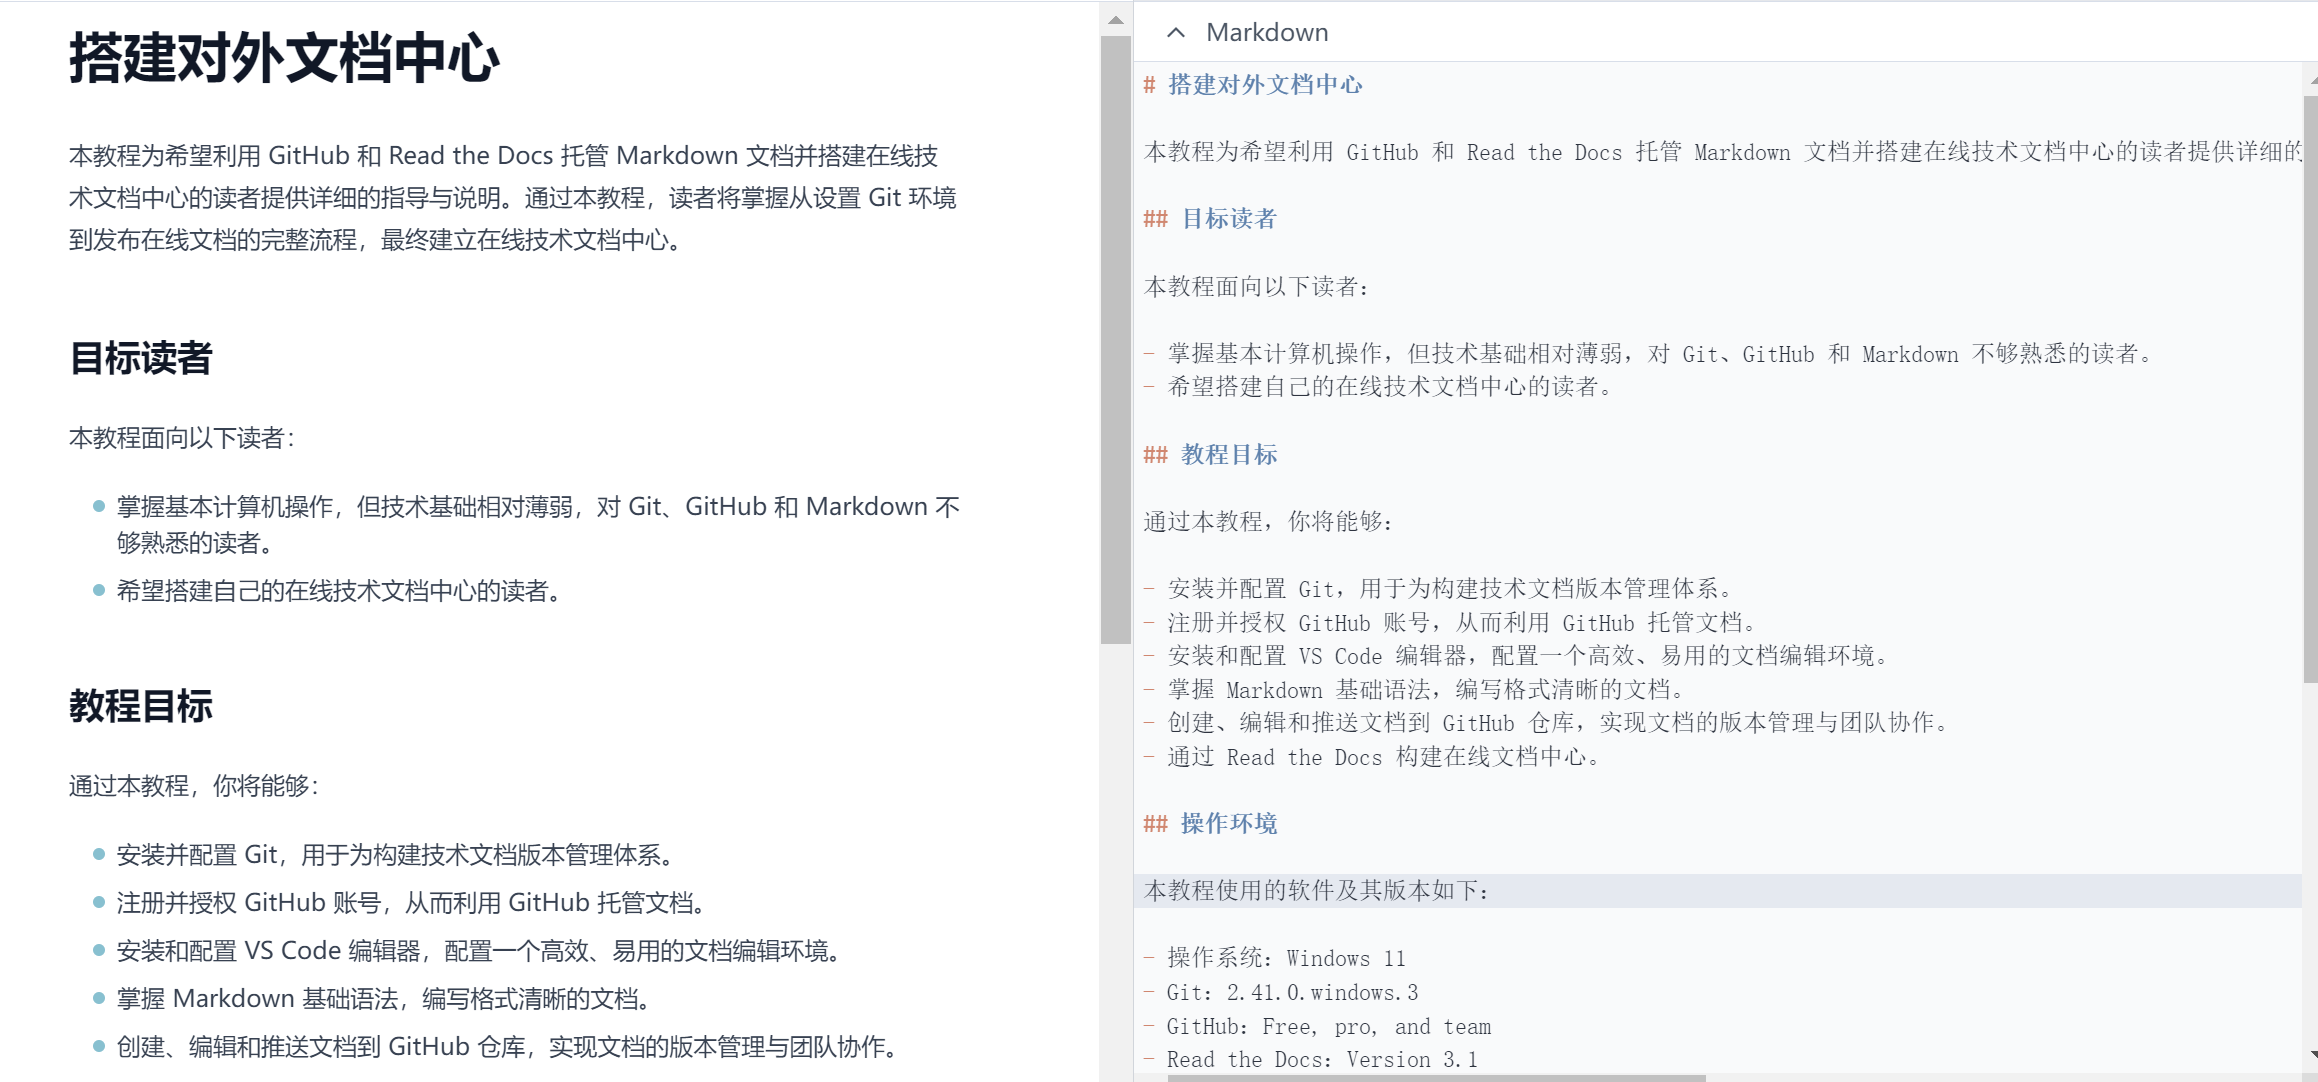 搭建对外文档中心
本教程为希望利用 GitHub 和 Read the Docs 托管 Markdown 文档并搭建在线技
术文档中心的读者提供详细的指导与说明。通过本教程，读者将掌握从设置 Git 环境
到发布在线文档的完整流程，最终建立在线技术文档中心。
目标读者
本教程面向以下读者：
掌握基本计算机操作，但技术基础相对薄弱，对 Git、GitHub 和 Markdown 不
够熟悉的读者。
希望搭建自己的在线技术文档中心的读者。
教程目标
通过本教程，你将能够：
安装并配置 Git，用于为构建技术文档版本管理体系。
注册并授权 GitHub 账号，从而利用 GitHub 托管文档。
安装和配置 VS Code 编辑器，配置一个高效、易用的文档编辑环境。
掌握 Markdown 基础语法，编写格式清晰的文档。
创建、编辑和推送文档到 GitHub 仓库，实现文档的版本管理与团队协作。
Markdown
# 搭建对外文档中心
本教程为希望利用 GitHub 和 Read the Docs 托管 Markdown 文档并搭建在线技术文档中心的读者提供详细的
## 目标读者
本教程面向以下读者：
- 掌握基本计算机操作，但技术基础相对薄弱，对 Git、GitHub 和 Markdown 不够熟悉的读者。
- 希望搭建自己的在线技术文档中心的读者。
## 教程目标
通过本教程，你将能够：
- 安装并配置 Git，用于为构建技术文档版本管理体系。
- 注册并授权 GitHub 账号，从而利用 GitHub 托管文档。
- 安装和配置 VS Code 编辑器，配置一个高效、易用的文档编辑环境。
- 掌握 Markdown 基础语法，编写格式清晰的文档。
- 创建、编辑和推送文档到 GitHub 仓库，实现文档的版本管理与团队协作。
- 通过 Read the Docs 构建在线文档中心。
## 操作环境
本教程使用的软件及其版本如下：
- 操作系统：Windows 11
- Git：2.41.0.windows.3
- GitHub：Free, pro, and team
- Read the Docs：Version 3.1